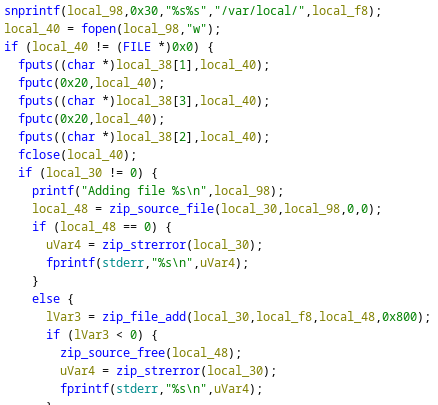 snprintf(local_98,0x30,"%s%s","/var/local/",local_f8);
local_40 = fopen(local_98,"w");
if (local_40 != (FILE *)0x0) {
fputs((char *)local_38[1],local_40);
fputc(0x20,local_40);
fputs((char *)local_38[3],local_40);
fputc(0x20,local_40);
fputs((char *)local_38[2],local_40);
fclose(local_40);
if (local_30 != 0) {
printf("Adding file %s\n",local_98);
local_48 = zip_source_file(local_30,local_98,0,0);
if (local_48 == 0) {
uVar4 = zip_strerror(local_30);
fprintf(stderr,"%s\n",uVar4);
}
else {
lVar3 = zip_file_add(local_30,local_f8,local_48,0x800);
if (lVar3 < 0) {
zip_source_free(local_48);
uVar4 = zip_strerror(local_30);
fprintf(stderr,"%s\n",uVar4);